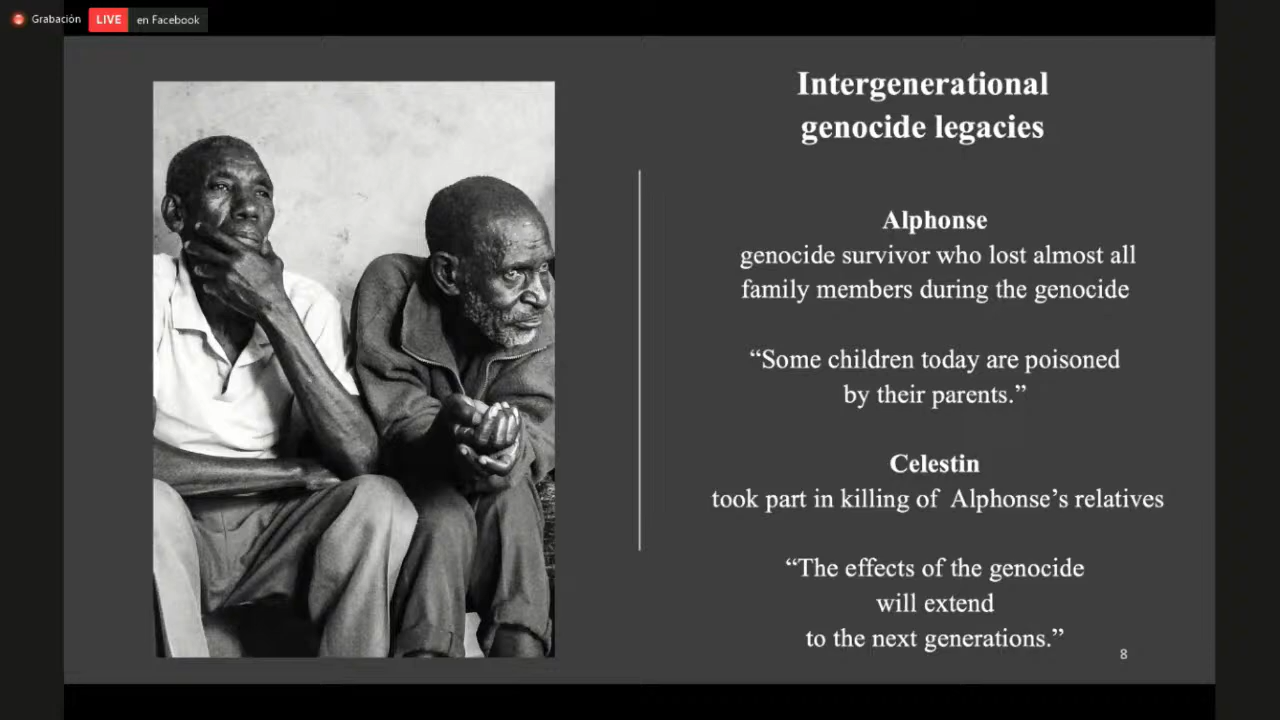 Grabación LIVE en Facebook
Intergenerational
genocide legacies
Alphonse
genocide survivor who lost almost all
family members during the genocide
“Some children today are poisoned
by their parents.”
Celestin
took part in killing of Alphonse’s relatives
“The effects of the genocide
will extend
to the next generations.”
8